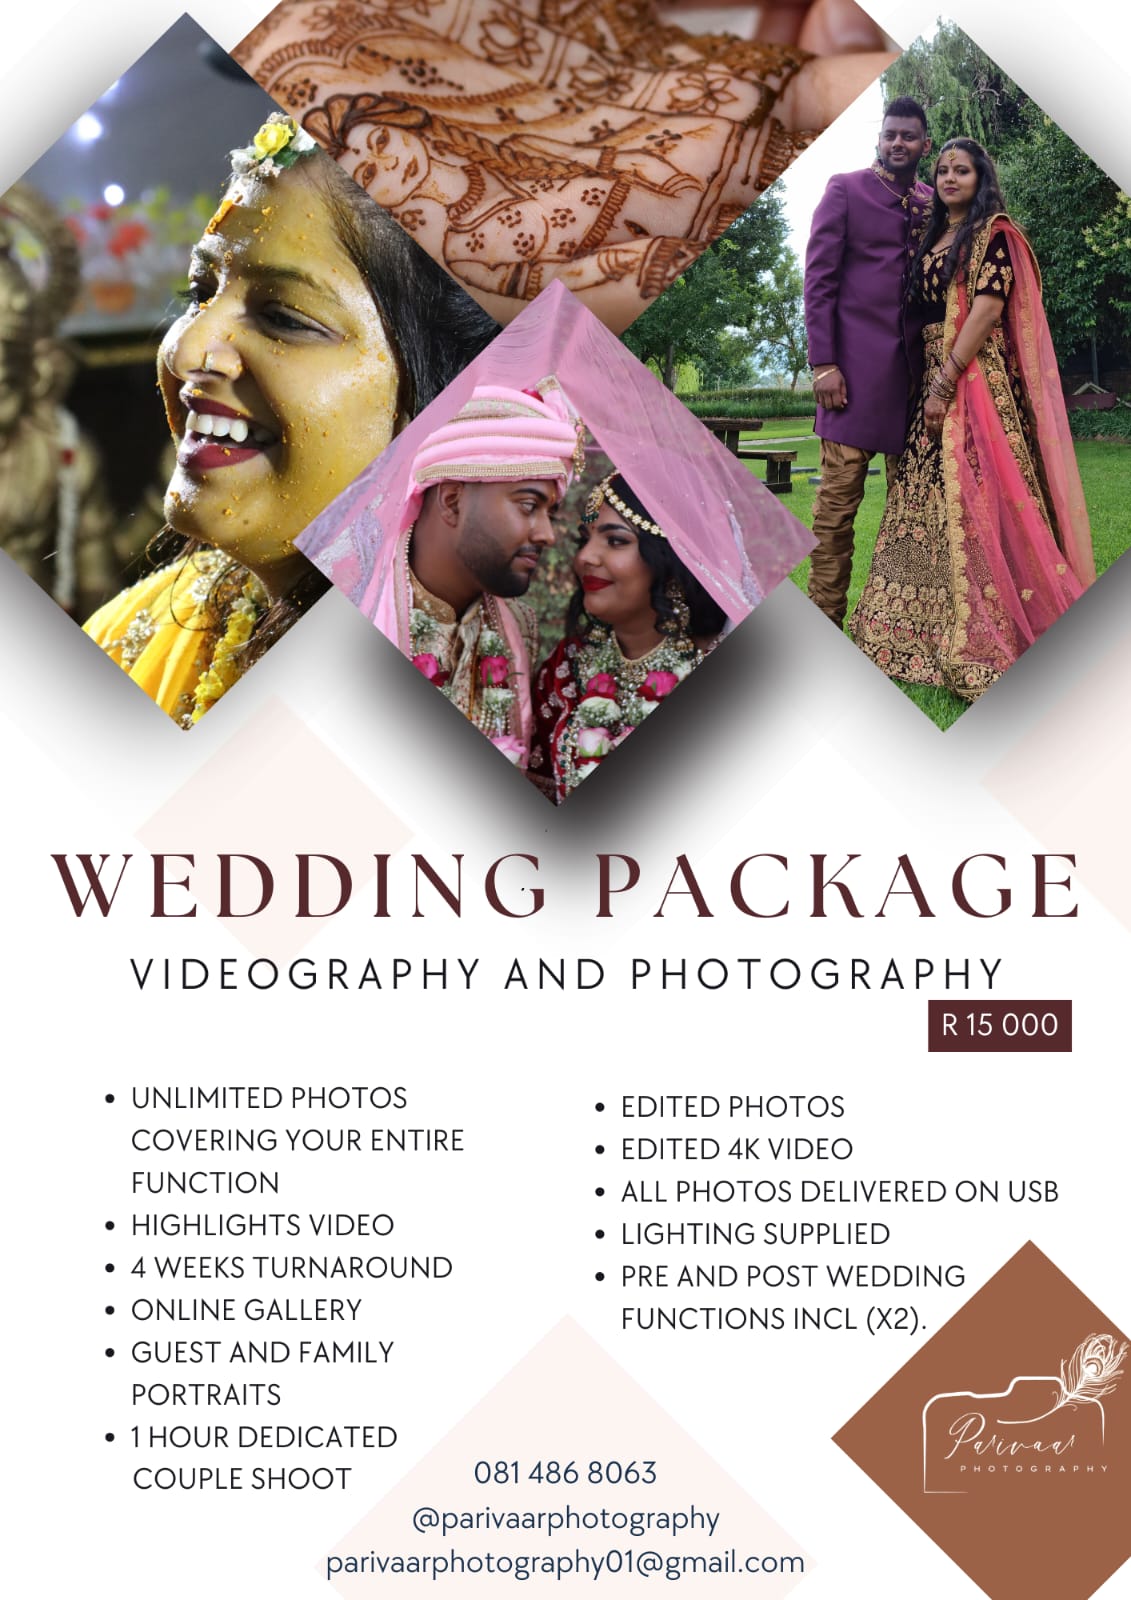 WEDDING PACKAGE
VIDEOGRAPHY AND PHOTOGRAPHY
R 15 000
• UNLIMITED PHOTOS
COVERING YOUR ENTIRE
FUNCTION
• HIGHLIGHTS VIDEO
• 4 WEEKS TURNAROUND
• ONLINE GALLERY
• GUEST AND FAMILY
PORTRAITS
• 1 HOUR DEDICATED
COUPLE SHOOT
• EDITED PHOTOS
• EDITED 4K VIDEO
• ALL PHOTOS DELIVERED ON USB
• LIGHTING SUPPLIED
• PRE AND POST WEDDING
FUNCTIONS INCL (X2).
081 486 8063
@parivaarphotography
parivaarphotography01@gmail.com
Parivaar
PHOTOGRAPHY